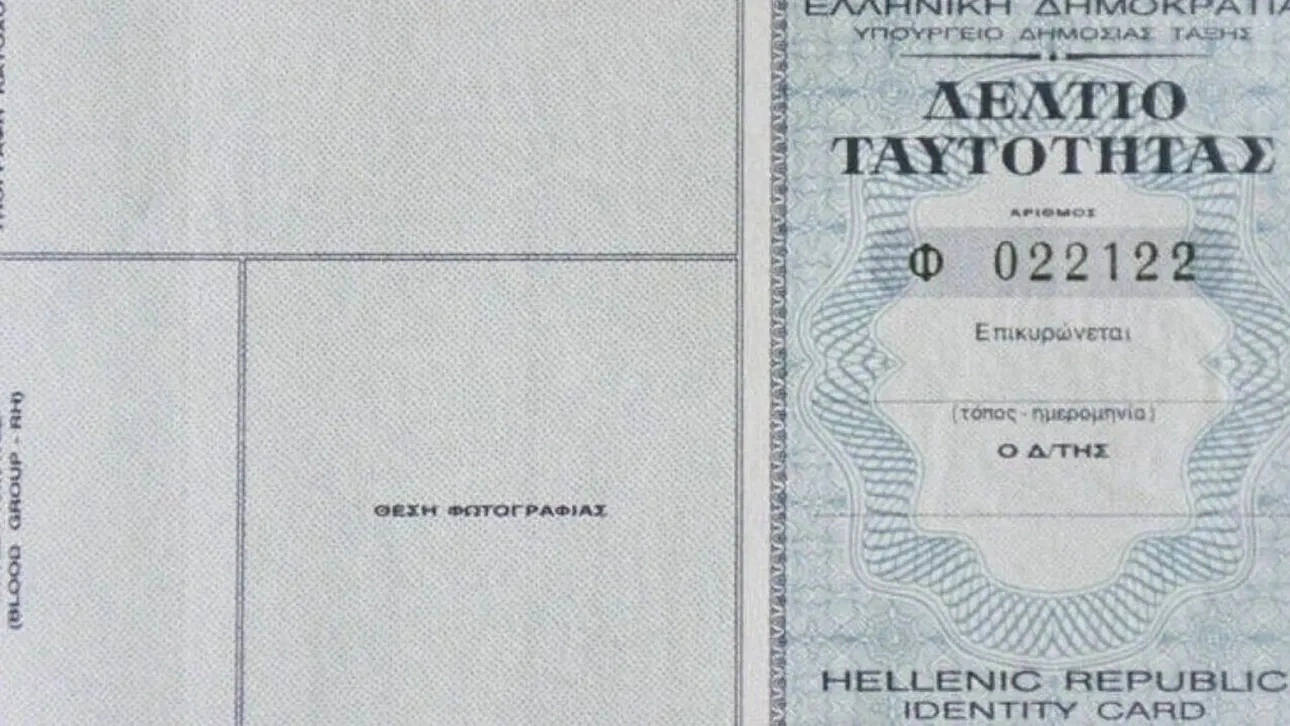 ΘΕΣΗ ΦΩΤΟΓΡΑΦΙΑΣ
(BLOOD GROUP - RH)
ΕΛΛΗΝΙΚΗ ΔΗΜΟΚΡΑΤΙΑ
ΥΠΟΥΡΓΕΙΟ ΔΗΜΟΣΙΑΣ ΤΑΞΗΣ
ΔΕΛΤΙΟ
ΤΑΥΤΟΤΗΤΑΣ
ΑΡΙΘΜΟΣ
Φ 022122
Επικυρώνεται
(τόπος - ημερομηνία)
Ο Δ/ΤΗΣ
HELLENIC REPUBLIC
IDENTITY CARD